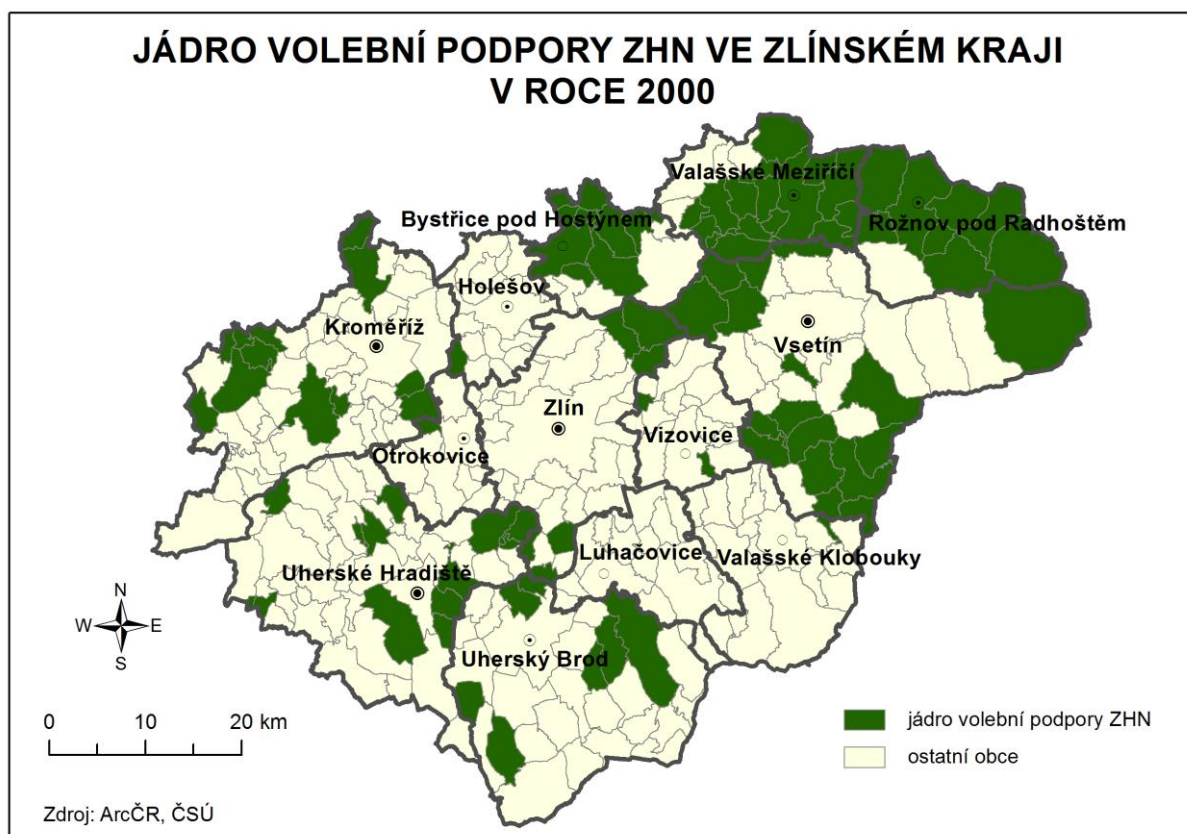 JÁDRO VOLEBNÍ PODPORY ZHN VE ZLÍNSKÉM KRAJI
V ROCE 2000
Valašské Meziříčí
Bystřice pod Hostýnem
Rožnov pod Radhoštěm
Holešov
Kroměříž
Vsetín
Zlín
Vizovice
Otrokovice
Luhačovice
Valašské Klobouky
Uherské Hradiště
Uherský Brod
N
W E
S
0 10 20 km
jádro volební podpory ZHN
ostatní obce
Zdroj: ArcČR, ČSÚ